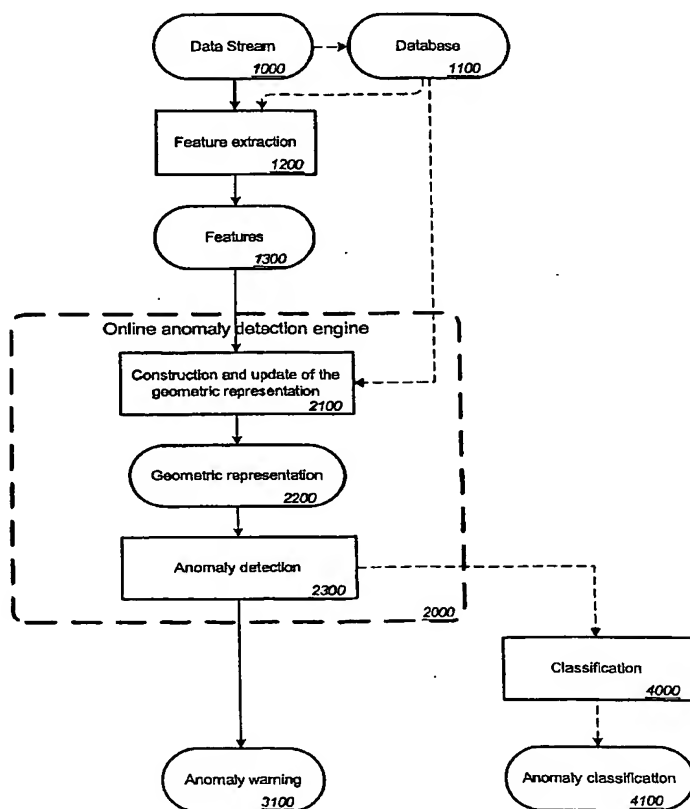 Data Stream
1000
Database
1100
Feature extraction
1200
Features
1300
Online anomaly detection engine
Construction and update of the
geometric representation
2100
Geometric representation
2200
Anomaly detection
2300
2000
Classification
4000
Anomaly warning
3100
Anomaly classification
4100